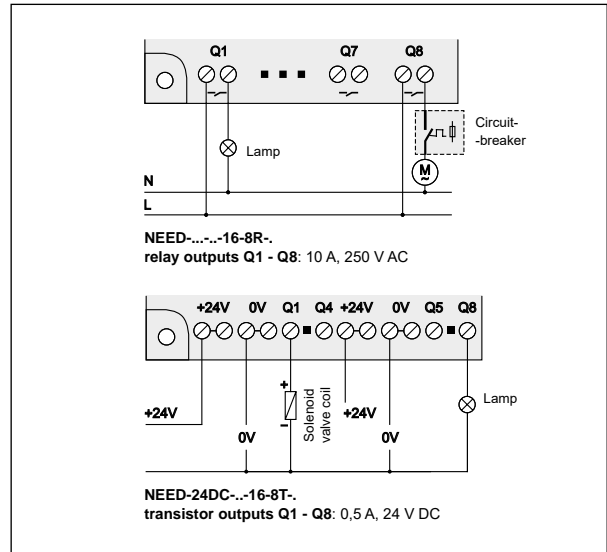 Q1 Q7 Q8
Circuit-
-breaker
Lamp
M
~
N
L
NEED-...-..-16-8R-.
relay outputs Q1 - Q8: 10 A, 250 V AC
+24V 0V Q1 Q4 +24V 0V Q5 Q8
+
-
Solenoid
valve coil
Lamp
+24V
+24V
0V
0V
NEED-24DC-..-16-8T-.
transistor outputs Q1 - Q8: 0,5 A, 24 V DC